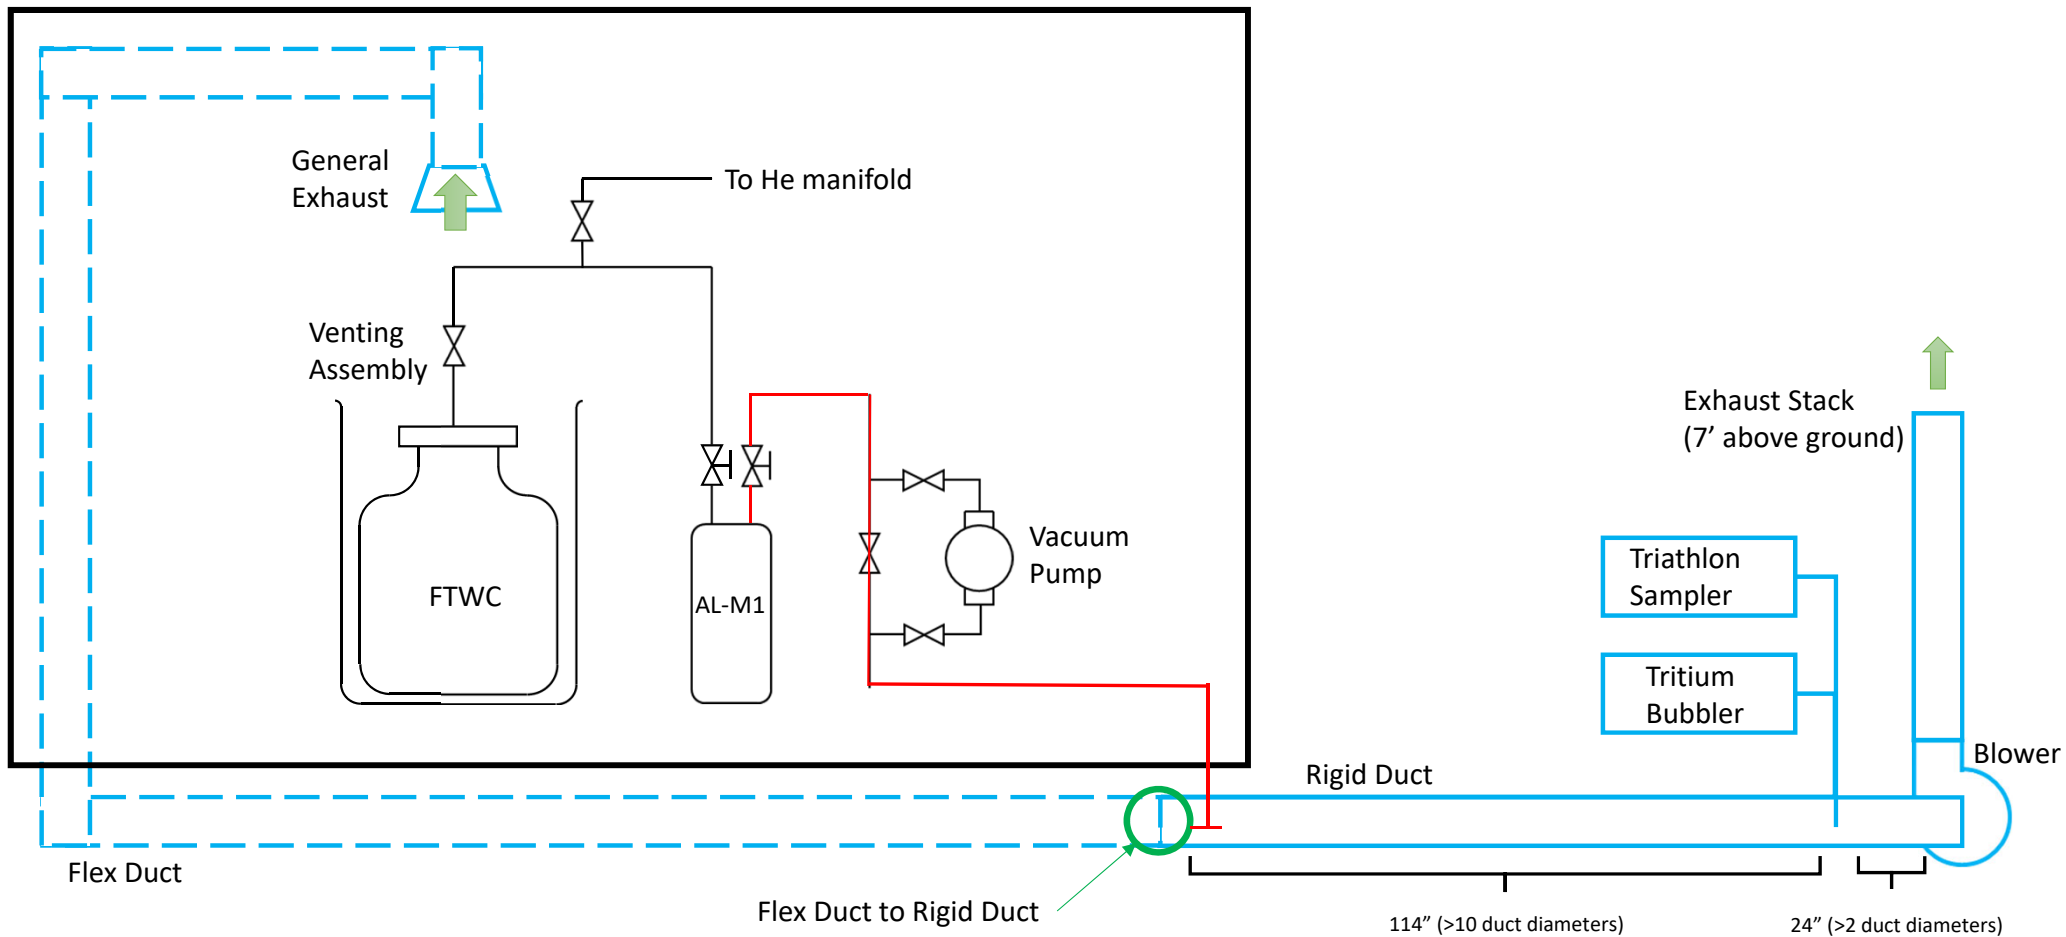 General
Exhaust
To He manifold
Venting
Assembly
FTWC
AL-M1
Vacuum
Pump
Exhaust Stack
(7’ above ground)
Triathlon
Sampler
Tritium
Bubbler
Blower
Rigid Duct
Flex Duct
Flex Duct to Rigid Duct
114” (>10 duct diameters)
24” (>2 duct diameters)